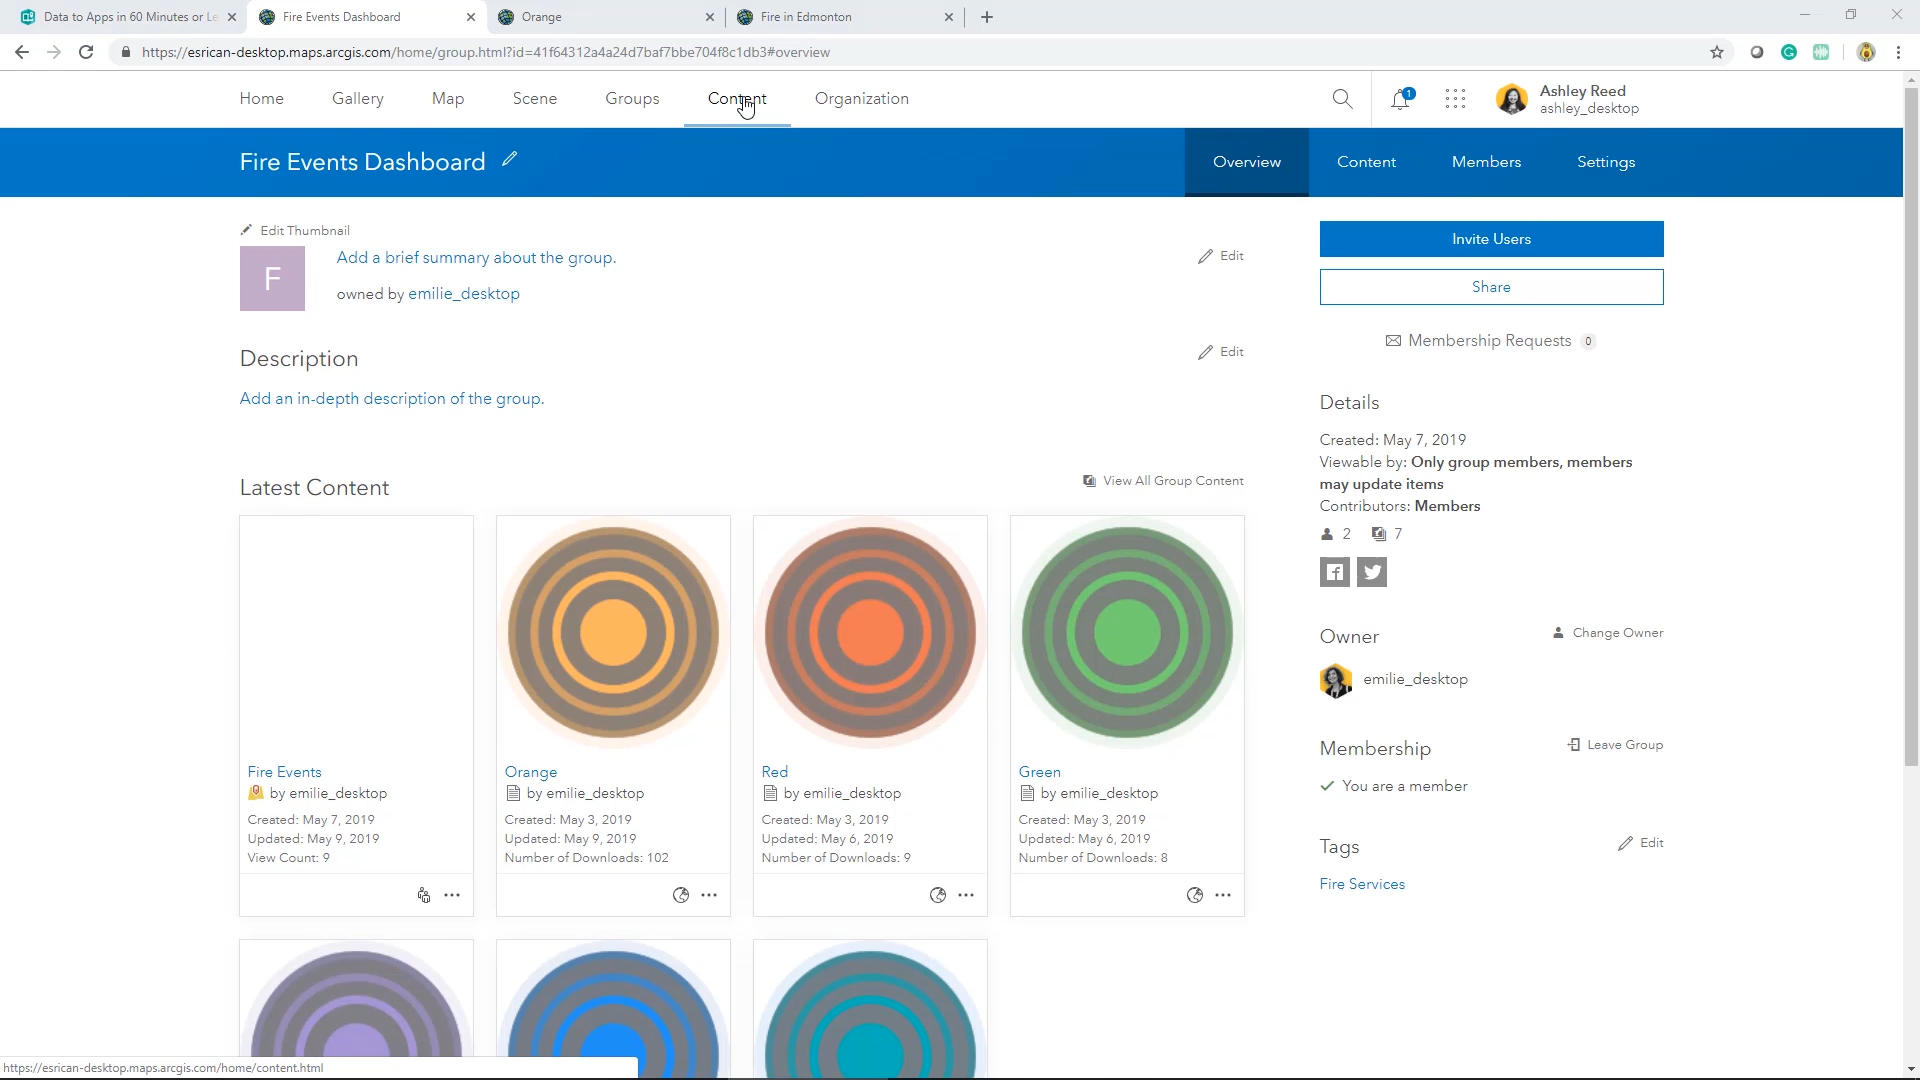 Data to Apps in 60 Minutes or Le
Fire Events Dashboard
Orange
Fire in Edmonton
https://esrican-desktop.maps.arcgis.com/home/group.html?id=41f64312a4a24d7baf7bbe704f8c1db3#overview
Home
Gallery
Map
Scene
Groups
Content
Organization
1
Ashley Reed
ashley_desktop
Fire Events Dashboard
Overview
Content
Members
Settings
Edit Thumbnail
F
Add a brief summary about the group.
Edit
owned by emilie_desktop
Description
Edit
Add an in-depth description of the group.
Latest Content
View All Group Content
Fire Events
by emilie_desktop
Created: May 7, 2019
Updated: May 9, 2019
View Count: 9
Orange
by emilie_desktop
Created: May 3, 2019
Updated: May 9, 2019
Number of Downloads: 102
Red
by emilie_desktop
Created: May 3, 2019
Updated: May 6, 2019
Number of Downloads: 9
Green
by emilie_desktop
Created: May 3, 2019
Updated: May 6, 2019
Number of Downloads: 8
Invite Users
Share
Membership Requests 0
Details
Created: May 7, 2019
Viewable by: Only group members, members
may update items
Contributors: Members
2 7
Owner
Change Owner
emilie_desktop
Membership
Leave Group
You are a member
Tags
Edit
Fire Services
https://esrican-desktop.maps.arcgis.com/home/content.html